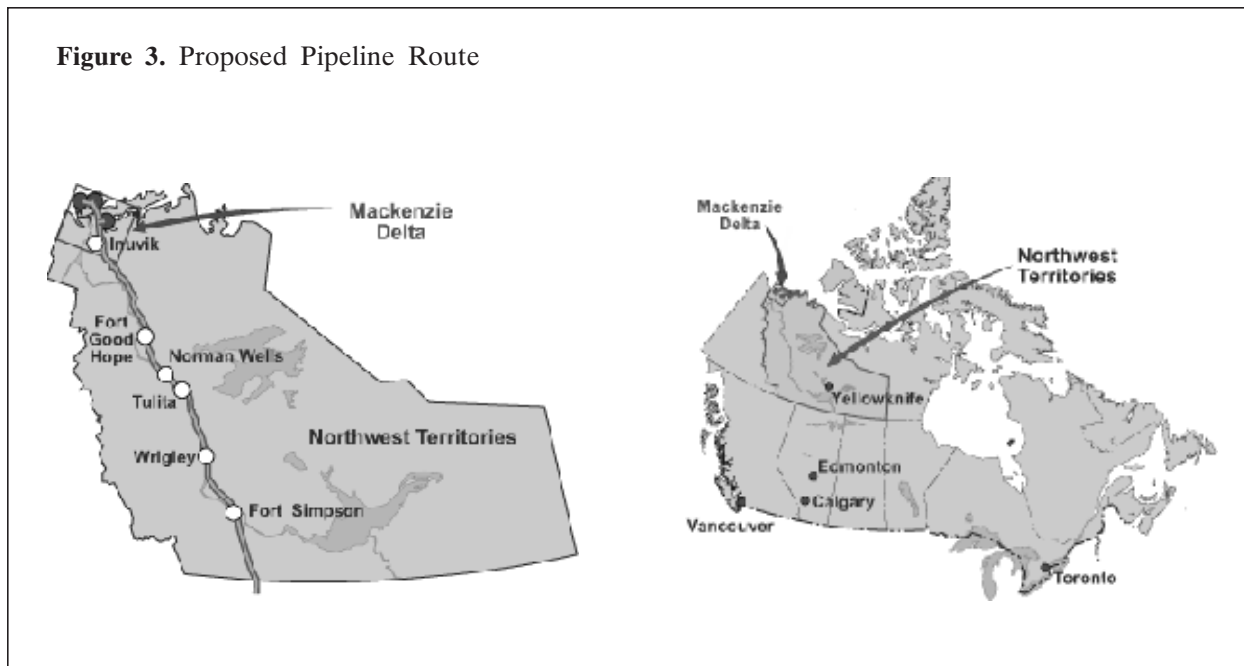 Figure 3. Proposed Pipeline Route
Mackenzie
Delta
Inuvik
Fort
Good
Hope
Norman Wells
Tulita
Northwest Territories
Wrigley
Fort Simpson
Mackenzie
Delta
Northwest
Territories
Yellowknife
Edmonton
Calgary
Vancouver
Toronto